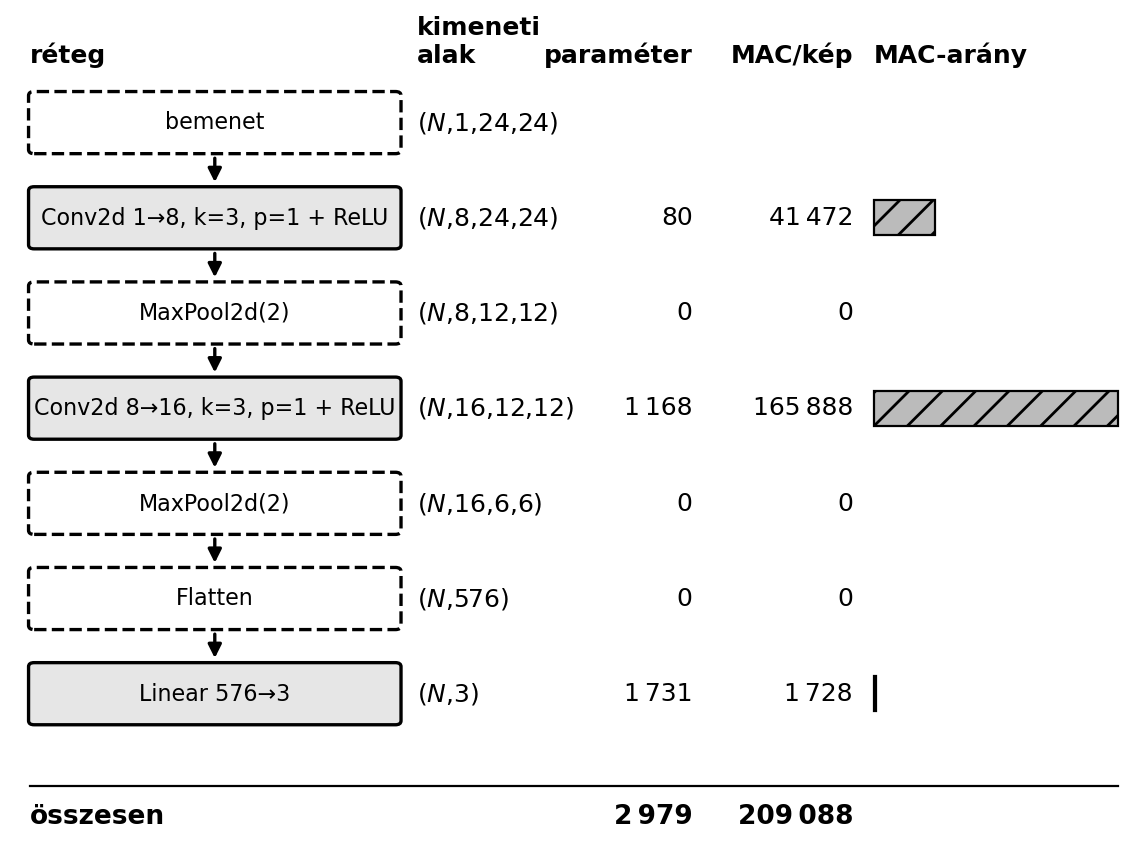 réteg kimeneti alak paraméter MAC/kép MAC-arány
bemenet (N,1,24,24)
Conv2d 1→8, k=3, p=1 + ReLU (N,8,24,24) 80 41 472
MaxPool2d(2) (N,8,12,12) 0 0
Conv2d 8→16, k=3, p=1 + ReLU (N,16,12,12) 1 168 165 888
MaxPool2d(2) (N,16,6,6) 0 0
Flatten (N,576) 0 0
Linear 576→3 (N,3) 1 731 1 728
összesen 2 979 209 088